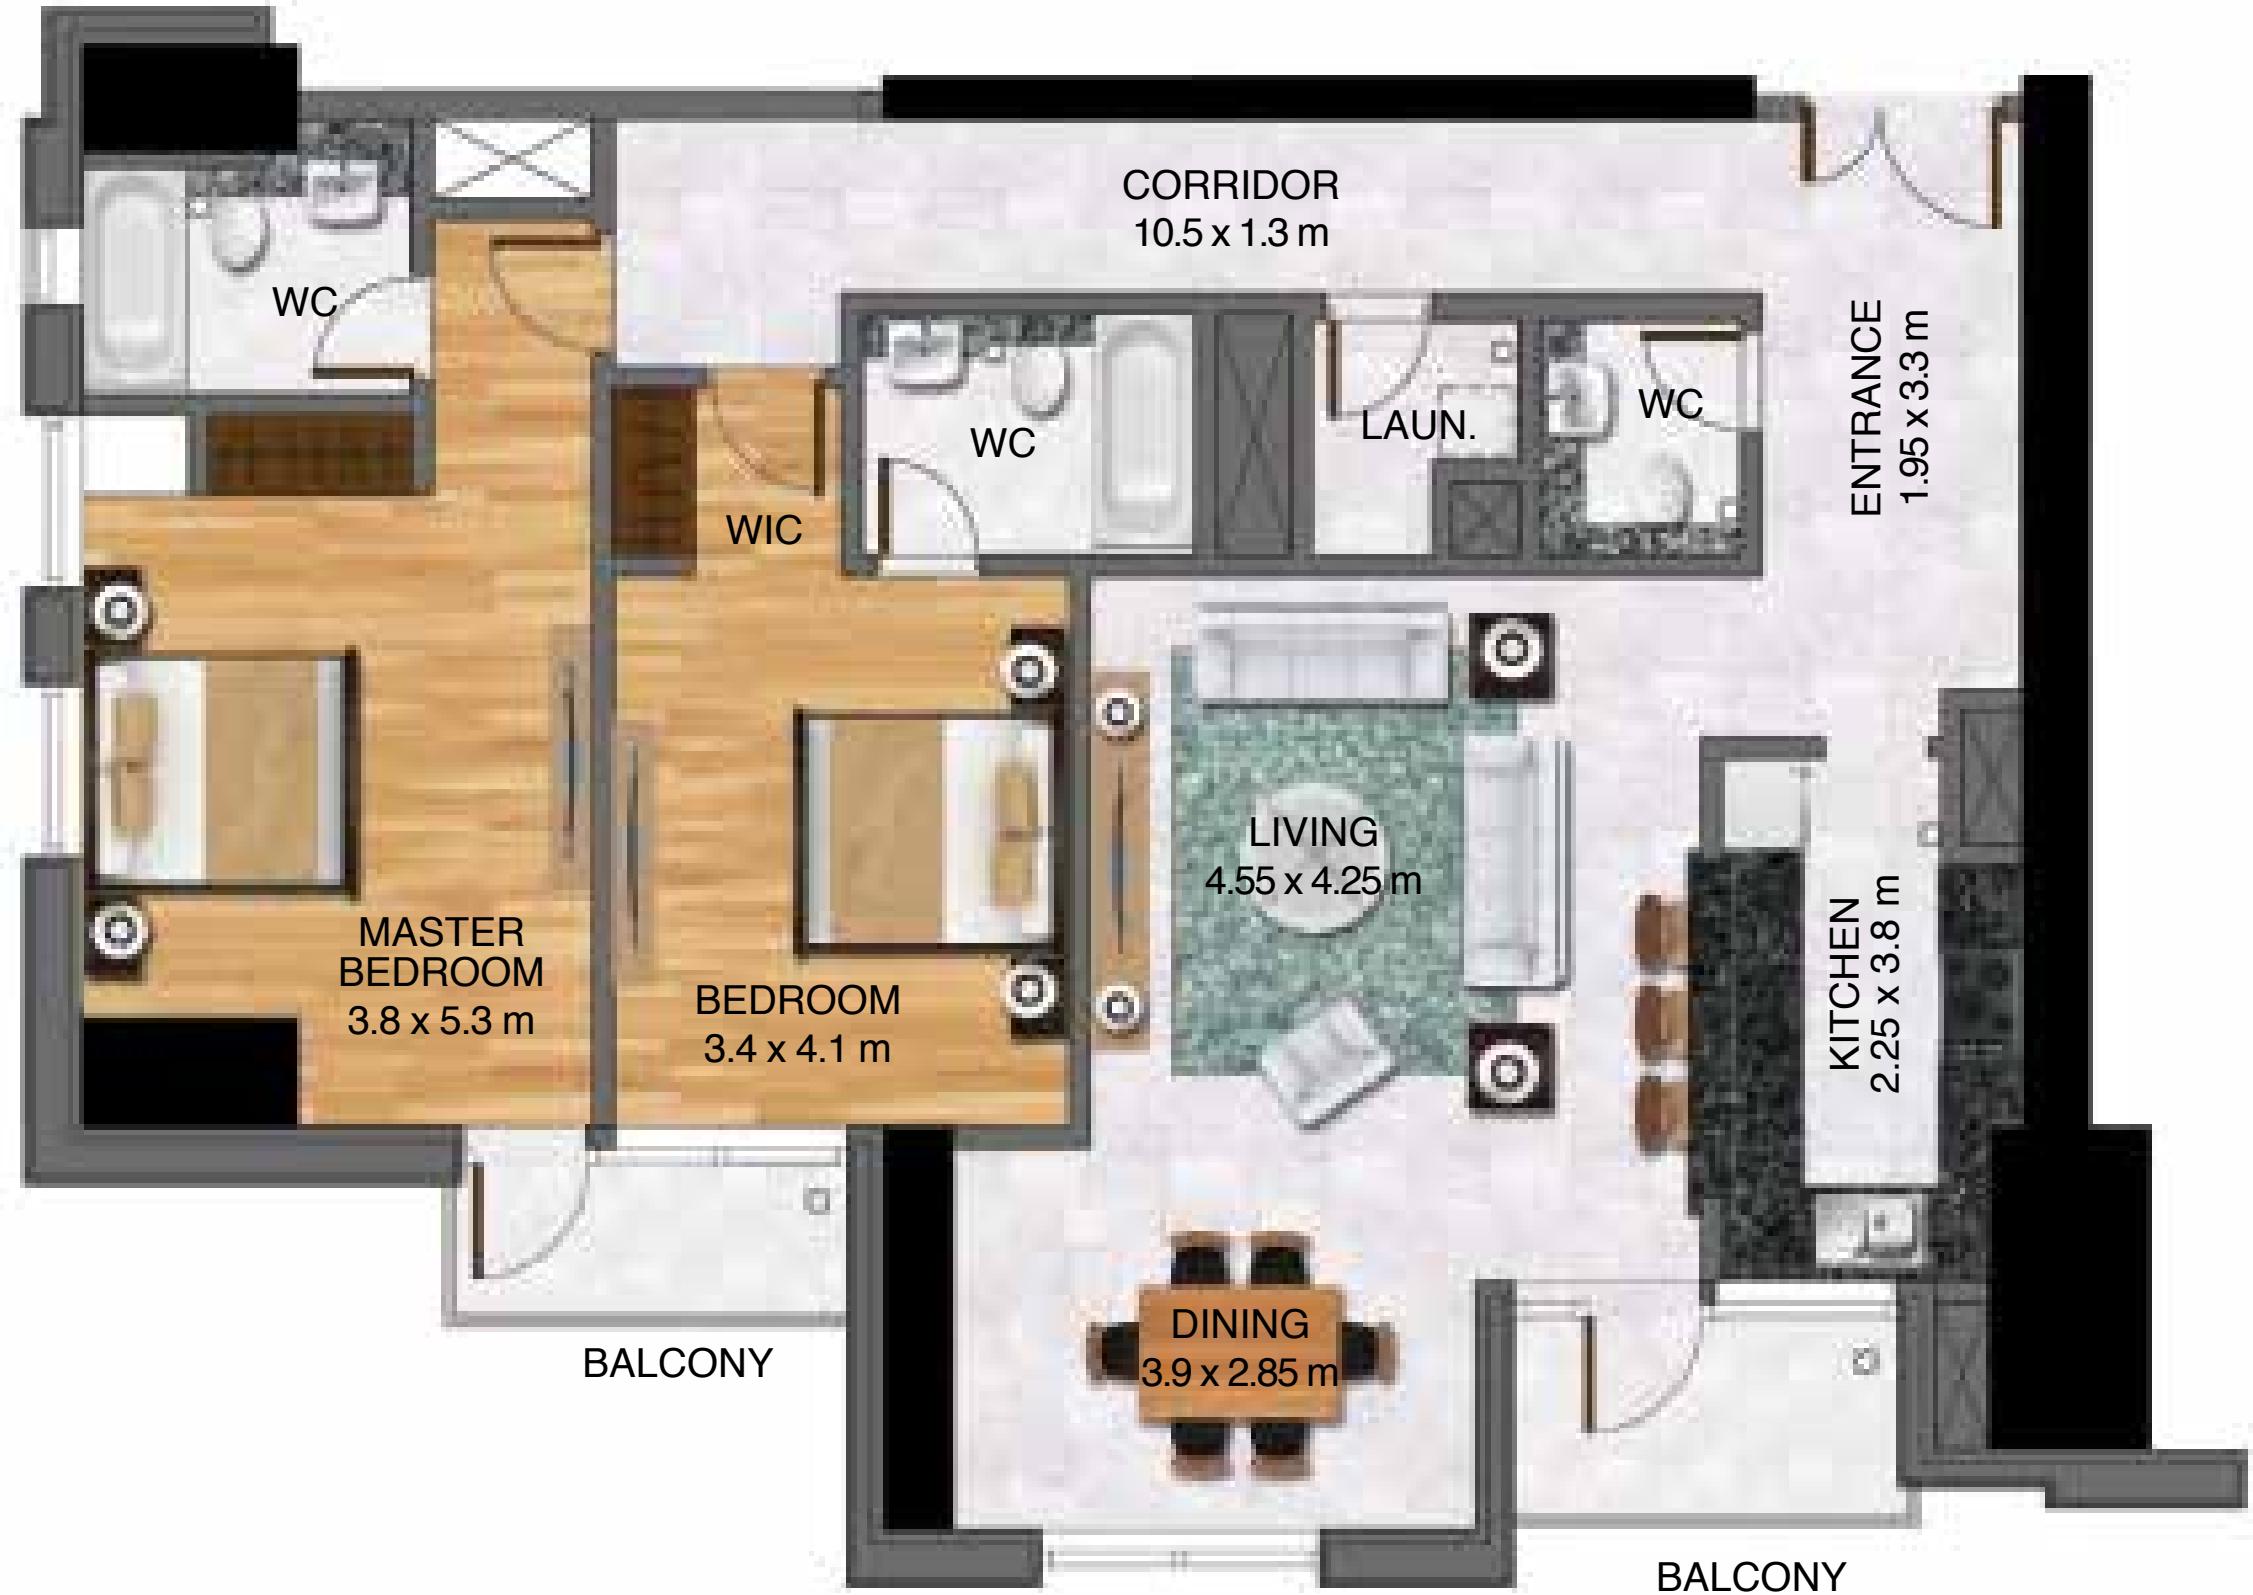 CORRIDOR
10.5 x 1.3 m
WC
ENTRANCE
1.95 x 3.3 m
WC
LAUN.
WC
WIC
LIVING
4.55 x 4.25 m
KITCHEN
2.25 x 3.8 m
MASTER
BEDROOM
3.8 x 5.3 m
BEDROOM
3.4 x 4.1 m
DINING
3.9 x 2.85 m
BALCONY
BALCONY